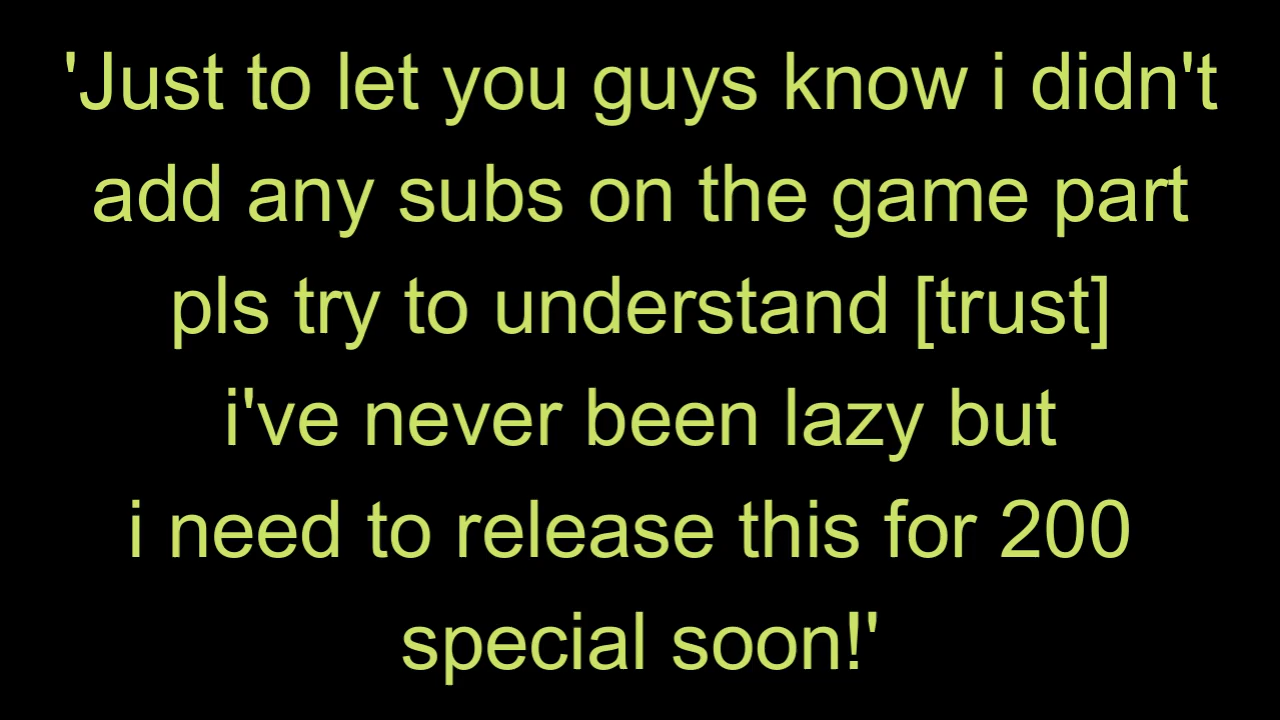 'Just to let you guys know i didn't
add any subs on the game part
pls try to understand [trust]
i've never been lazy but
i need to release this for 200
special soon!'